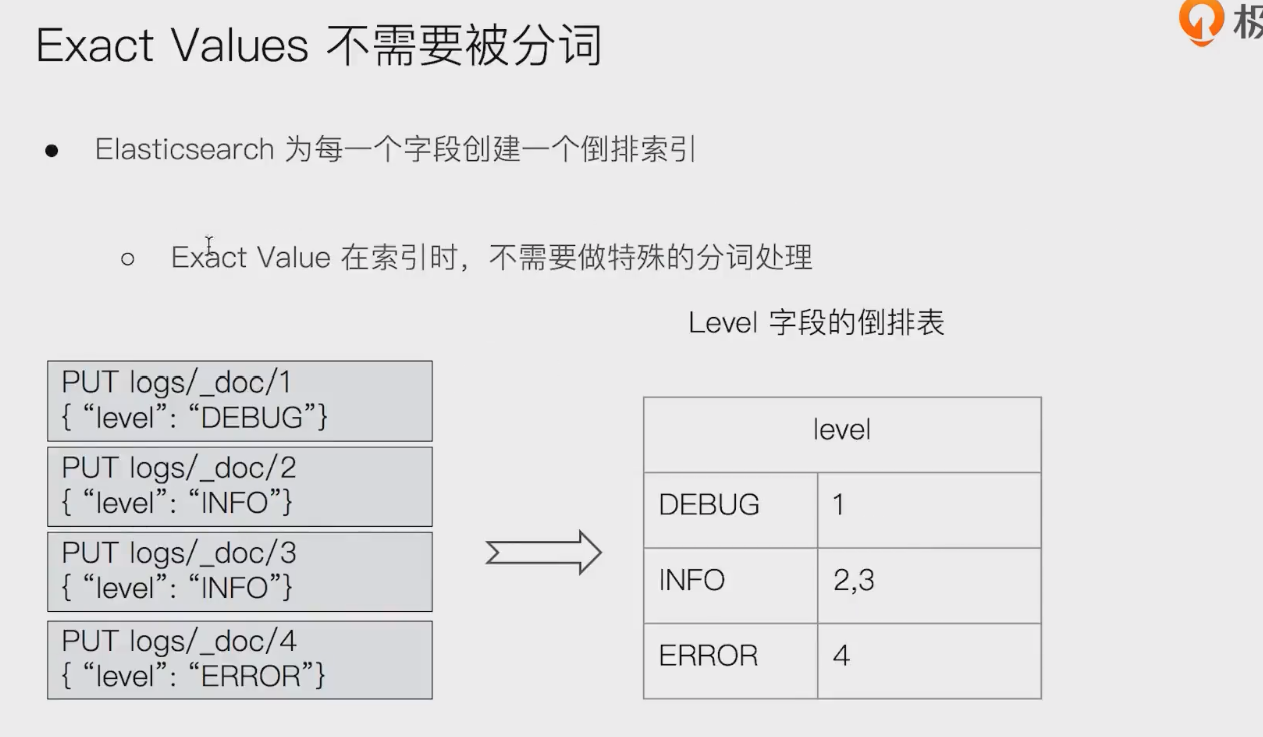 Exact Values 不需要被分词
极
Elasticsearch 为每一个字段创建一个倒排索引
Exact Value 在索引时，不需要做特殊的分词处理
Level 字段的倒排表
PUT logs/_doc/1
{ “level”: “DEBUG”}
PUT logs/_doc/2
{ “level”: “INFO”}
PUT logs/_doc/3
{ “level”: “INFO”}
PUT logs/_doc/4
{ “level”: “ERROR”}
level
DEBUG 1
INFO 2,3
ERROR 4